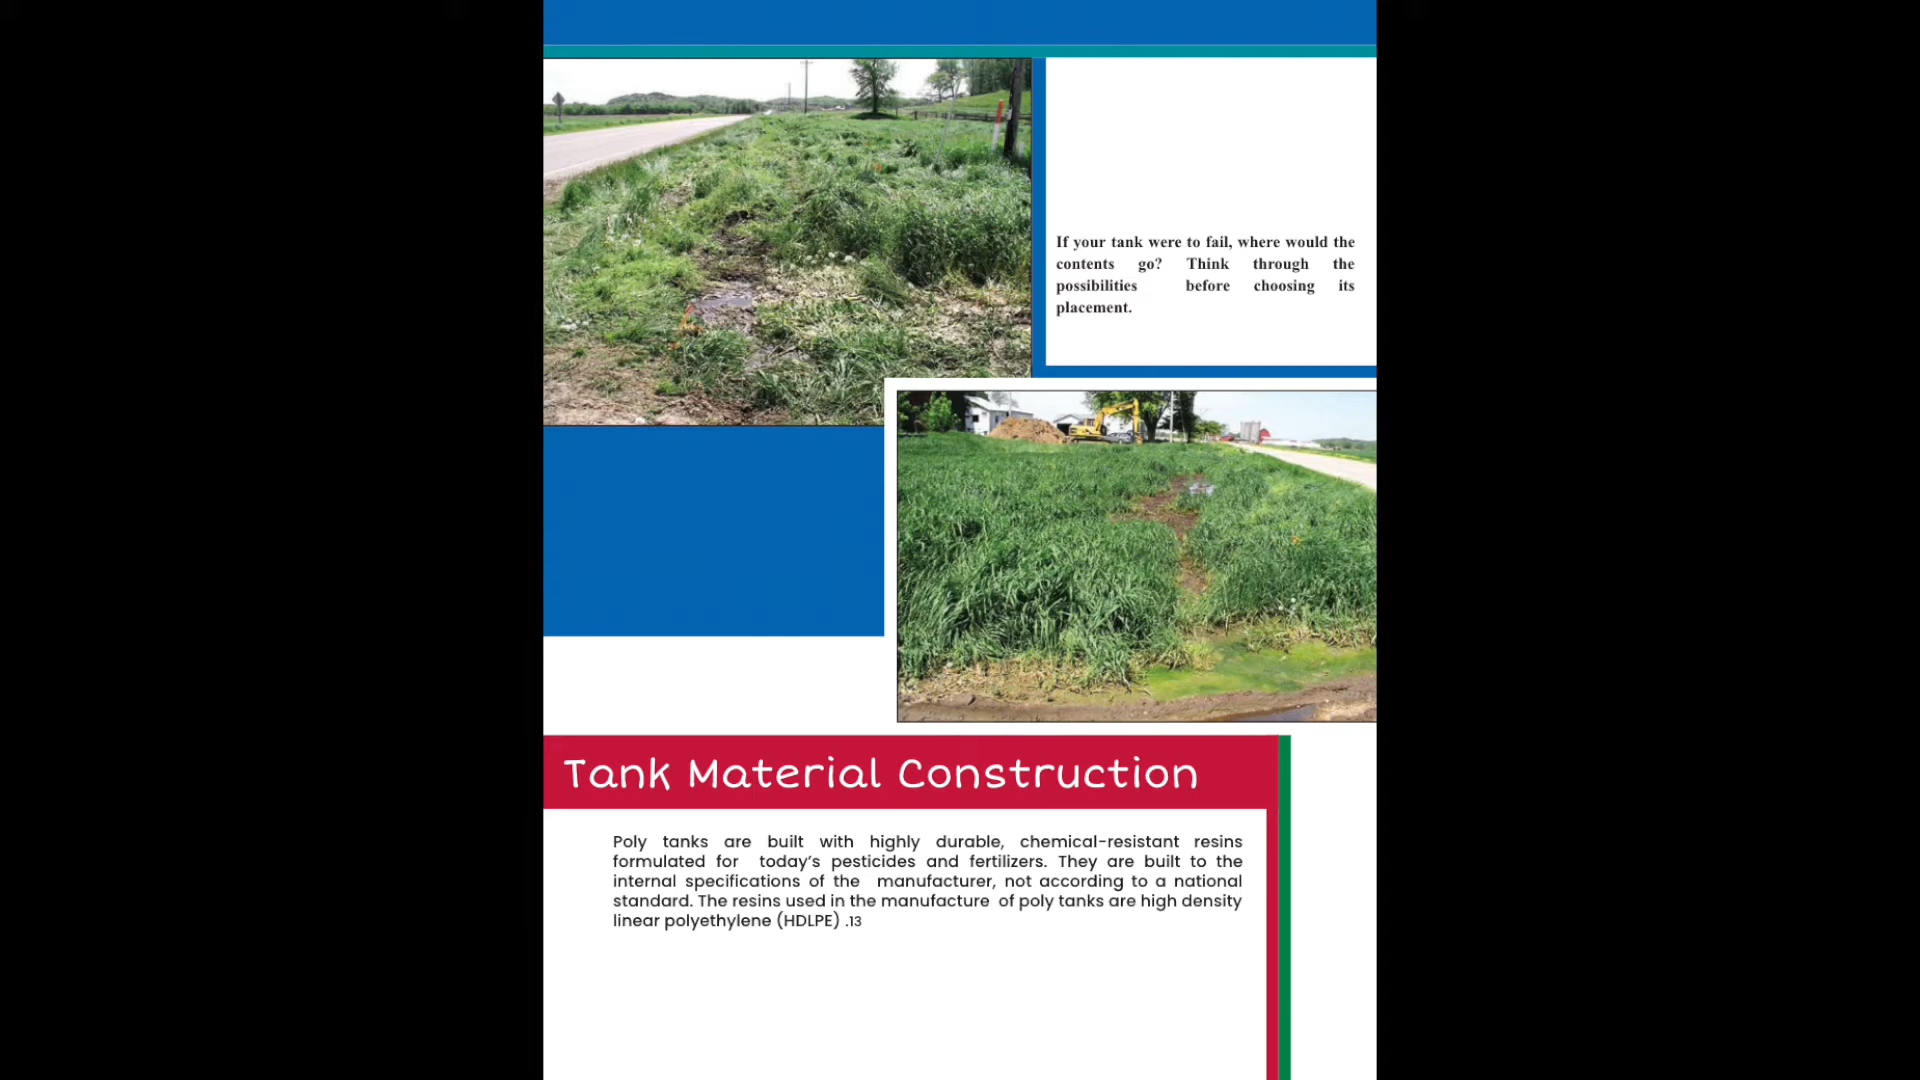 If your tank were to fail, where would the
contents go? Think through the
possibilities before choosing its
placement.
Tank Material Construction
Poly tanks are built with highly durable, chemical-resistant resins
formulated for today's pesticides and fertilizers. They are built to the
internal specifications of the manufacturer, not according to a national
standard. The resins used in the manufacture of poly tanks are high density
linear polyethylene (HDLPE) .13